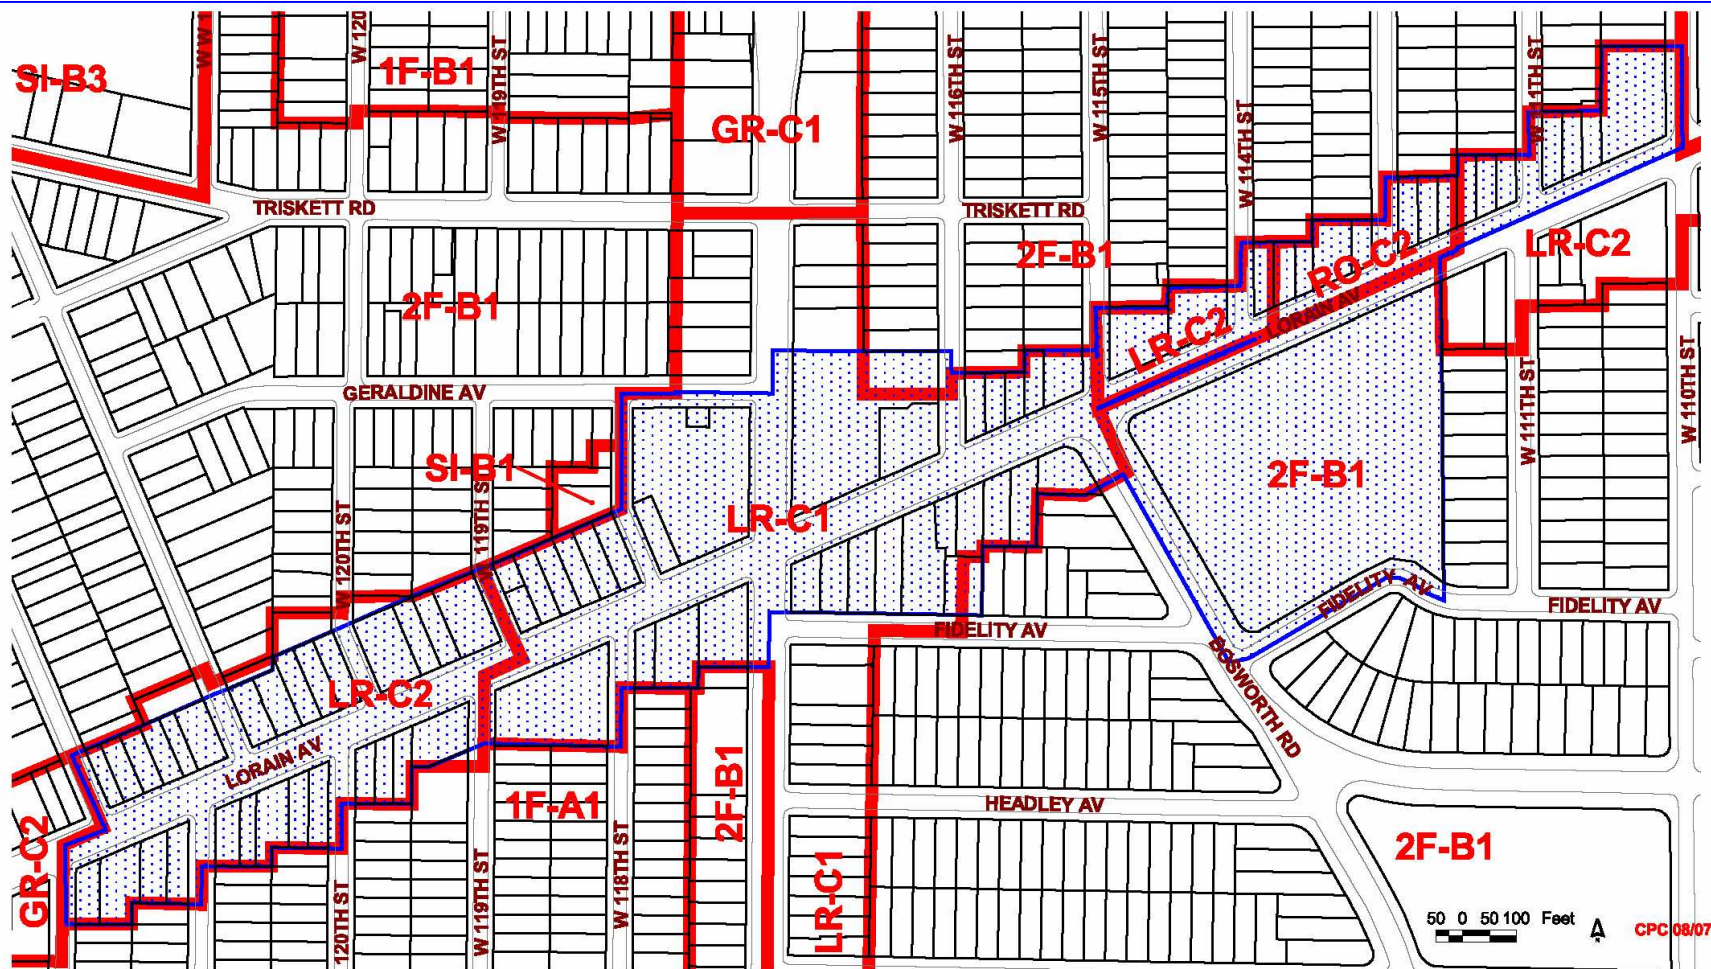 W W 1
W 120
SI-B3
1F-B1
W 119TH ST
GR-C1
W 116TH ST
W 115TH ST
W 114TH ST
W 111TH ST
TRISKETT RD
TRISKETT RD
2F-B1
RO-C2
LR-C2
2F-B1
LORAIN AV
LR-C2
GERALDINE AV
W 111TH ST
W 110TH ST
SI-B1
2F-B1
W 120TH ST
W 119TH ST
LR-C1
FIDELITY AV
FIDELITY AV
FIDELITY AV
BOSWORTH RD
LR-C2
LORAIN AV
1F-A1
2F-B1
HEADLEY AV
GR-C2
2F-B1
120TH ST
W 119TH ST
W 118TH ST
LR-C1
50 0 50 100 Feet
N
CPC 08/07